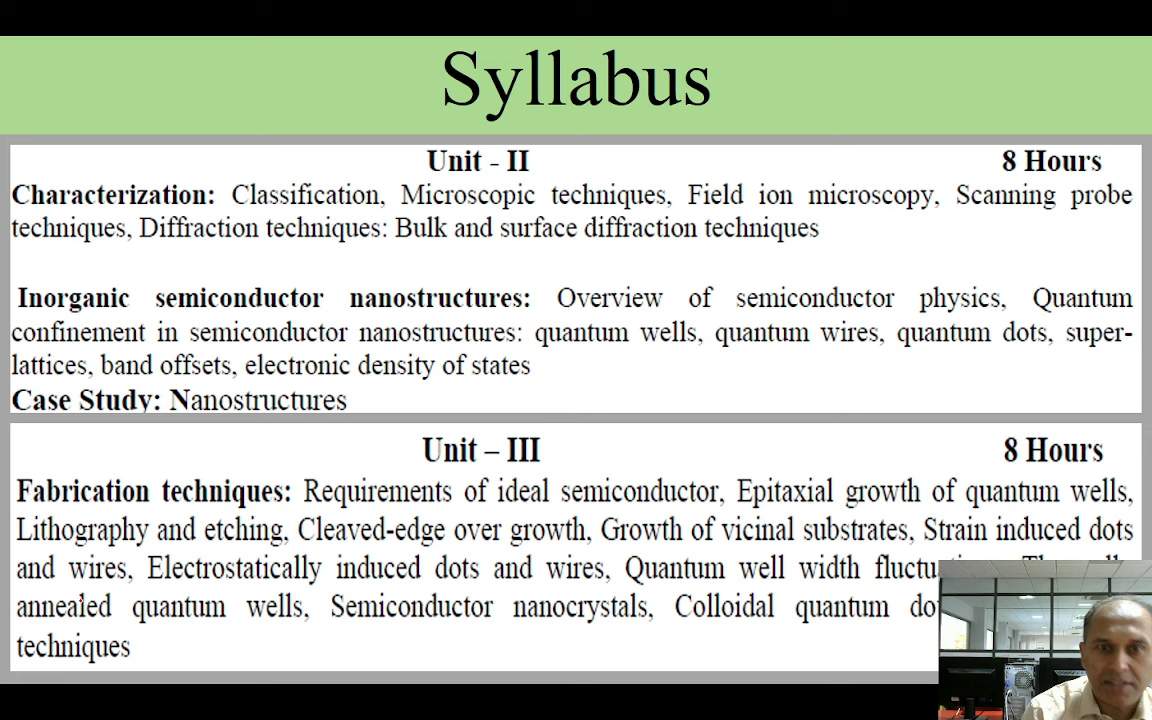 Syllabus
Unit - II 8 Hours
Characterization: Classification, Microscopic techniques, Field ion microscopy, Scanning probe
techniques, Diffraction techniques: Bulk and surface diffraction techniques
Inorganic semiconductor nanostructures: Overview of semiconductor physics, Quantum
confinement in semiconductor nanostructures: quantum wells, quantum wires, quantum dots, super-
lattices, band offsets, electronic density of states
Case Study: Nanostructures
Unit – III 8 Hours
Fabrication techniques: Requirements of ideal semiconductor, Epitaxial growth of quantum wells,
Lithography and etching, Cleaved-edge over growth, Growth of vicinal substrates, Strain induced dots
and wires, Electrostatically induced dots and wires, Quantum well width
annealed quantum wells, Semiconductor nanocrystals, Colloidal quantum
techniques